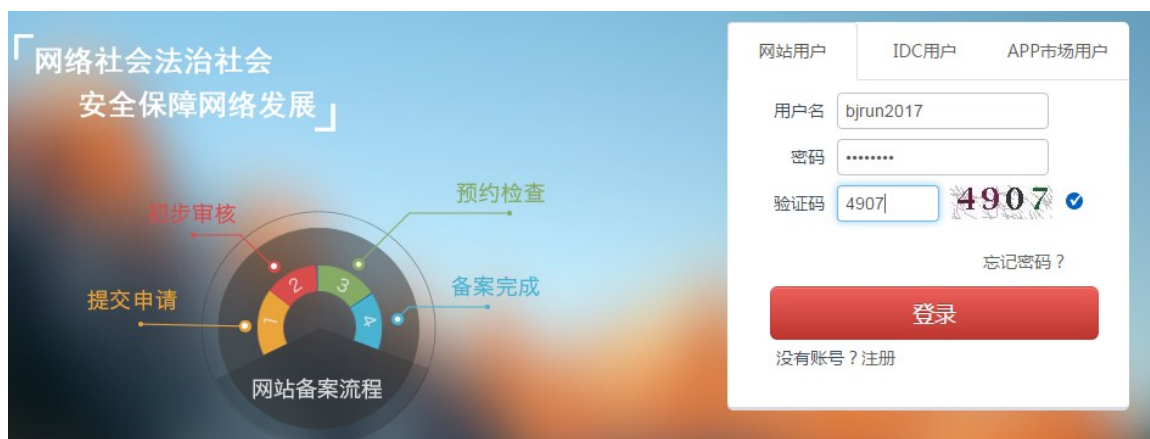 「网络社会法治社会
安全保障网络发展」
初步审核
预约检查
提交申请
备案完成
1
2
3
4
网站备案流程
网站用户
IDC用户
APP市场用户
用户名 bjrun2017
密码 ••••••••
验证码 4907 4907
忘记密码？
登录
没有账号？注册